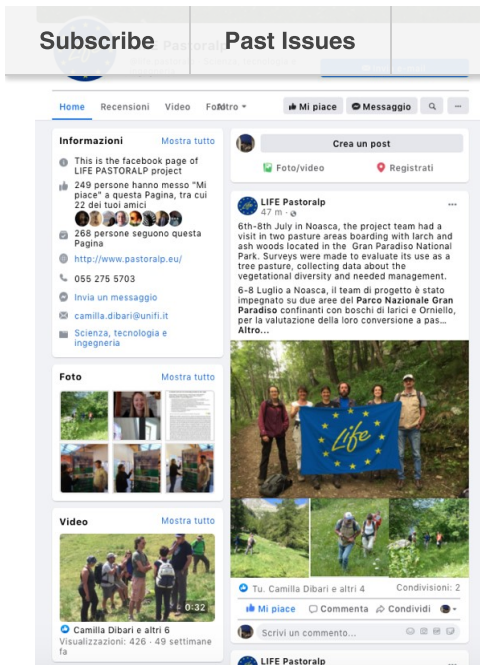 Subscribe
Past Issues
LIFE Pastoralp
Home
Recensioni
Video
Foto
Altro
Mi piace
Messaggio
Informazioni
Mostra tutto
This is the facebook page of
LIFE PASTORALP project
249 persone hanno messo "Mi
piace" a questa Pagina, tra cui
22 dei tuoi amici
268 persone seguono questa
Pagina
http://www.pastoralp.eu/
055 275 5703
Invia un messaggio
camilla.dibari@unifi.it
Scienza, tecnologia e
ingegneria
Foto
Mostra tutto
Video
Mostra tutto
0:32
Camilla Dibari e altri 6
Visualizzazioni: 426 · 49 settimane
fa
Crea un post
Foto/video
Registrati
LIFE Pastoralp
47 m ·
6th-8th July in Noasca, the project team had a
visit in two pasture areas boarding with larch and
ash woods located in the Gran Paradiso National
Park. Surveys were made to evaluate its use as a
tree pasture, collecting data about the
vegetational diversity and needed management.
6-8 Luglio a Noasca, il team di progetto è stato
impegnato su due aree del Parco Nazionale Gran
Paradiso confinanti con boschi di larici e Orniello,
per la valutazione della loro conversione a pas...
Altro...
Life
Tu, Camilla Dibari e altri 4
Condivisioni: 2
Mi piace
Commenta
Condividi
Scrivi un commento...
LIFE Pastoralp